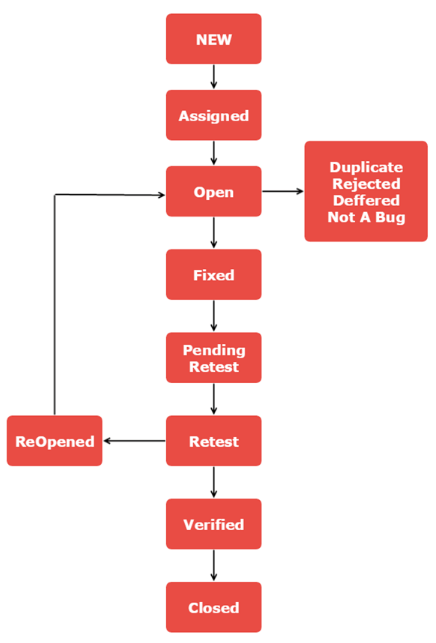 NEW
Assigned
Open
Duplicate
Rejected
Deffered
Not A Bug
Fixed
Pending
Retest
ReOpened
Retest
Verified
Closed